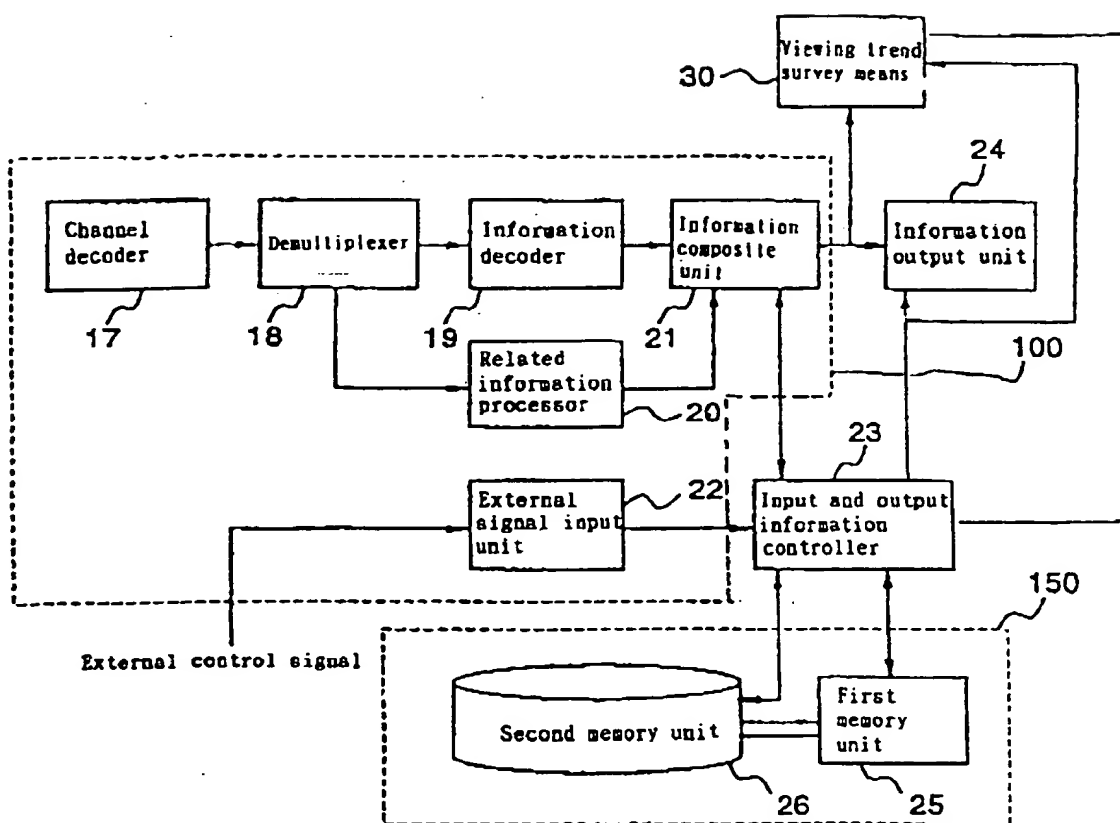 Viewing trend
survey means
30
24
Channel
decoder
Demultiplexer
Information
decoder
Information
composite
unit
Information
output unit
17
18
19
21
100
Related
information
processor
20
23
22
External
signal input
unit
Input and output
information
controller
150
External control signal
Second memory unit
First
memory
unit
26
25